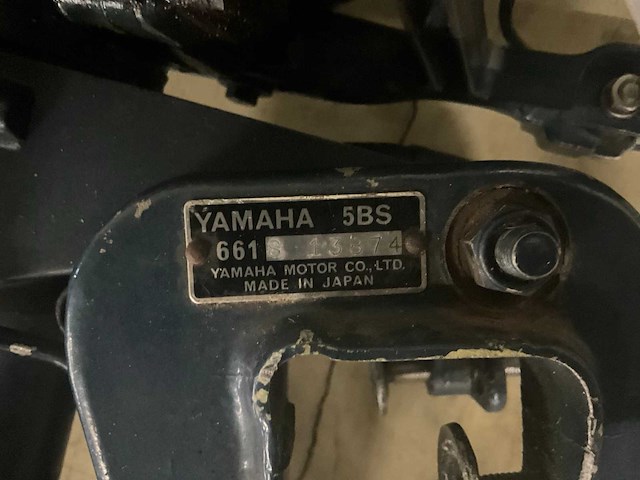 YAMAHA 5BS
661
YAMAHA MOTOR CO., LTD.
MADE IN JAPAN